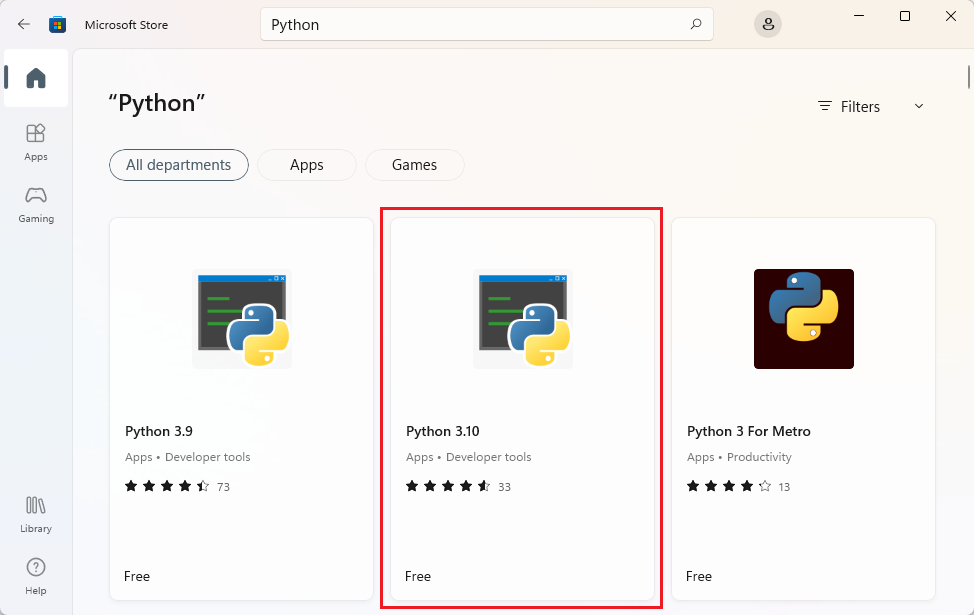 Microsoft Store
Python
“Python”
Filters
All departments
Apps
Games
Apps
Gaming
Python 3.9
Apps • Developer tools
73
Free
Python 3.10
Apps • Developer tools
33
Free
Python 3 For Metro
Apps • Productivity
13
Free
Library
Help